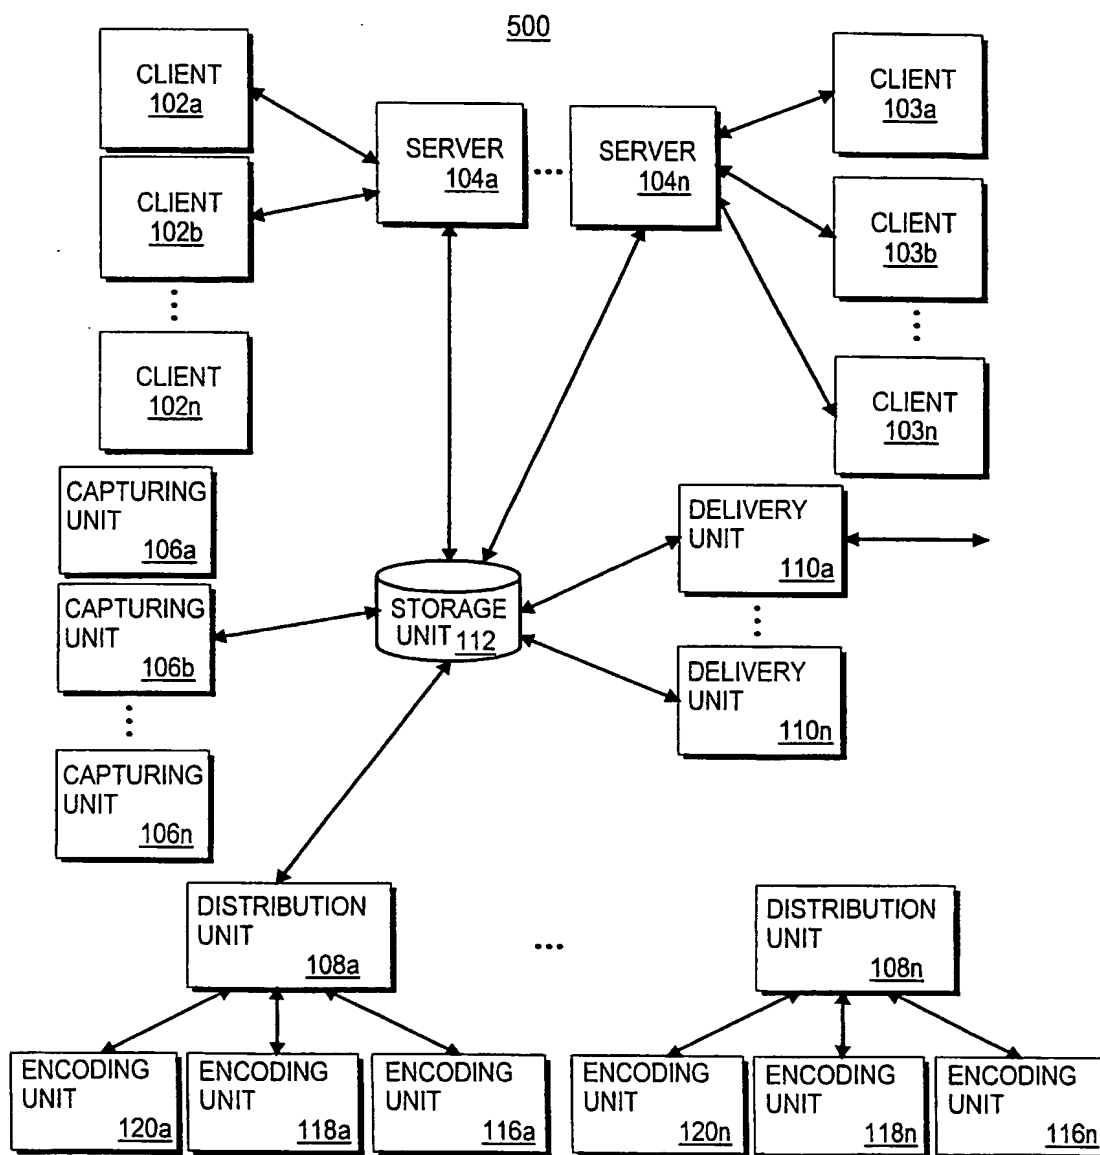 500
CLIENT
102a
CLIENT
102b
CLIENT
102n
SERVER
104a
...
SERVER
104n
CLIENT
103a
CLIENT
103b
CLIENT
103n
CAPTURING
UNIT
106a
CAPTURING
UNIT
106b
CAPTURING
UNIT
106n
STORAGE
UNIT 112
DELIVERY
UNIT
110a
DELIVERY
UNIT
110n
DISTRIBUTION
UNIT
108a
...
DISTRIBUTION
UNIT
108n
ENCODING
UNIT
120a
ENCODING
UNIT
118a
ENCODING
UNIT
116a
ENCODING
UNIT
120n
ENCODING
UNIT
118n
ENCODING
UNIT
116n